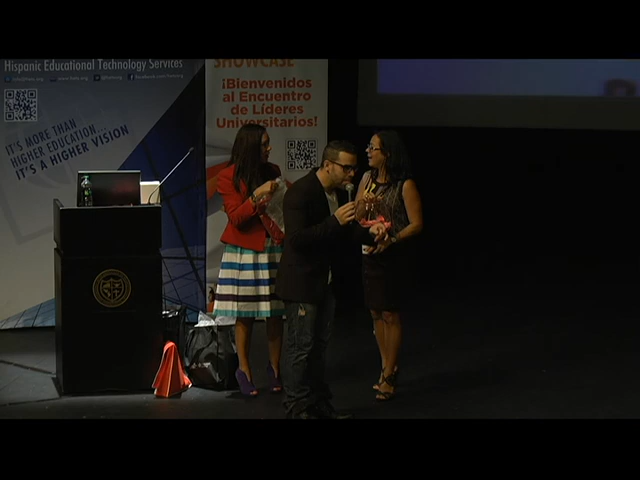 Hispanic Educational Technology Services
IT'S MORE THAN
HIGHER EDUCATION...
IT'S A HIGHER VISION
SHOWCASE
¡Bienvenidos
al Encuentro
de Líderes
Universitarios!